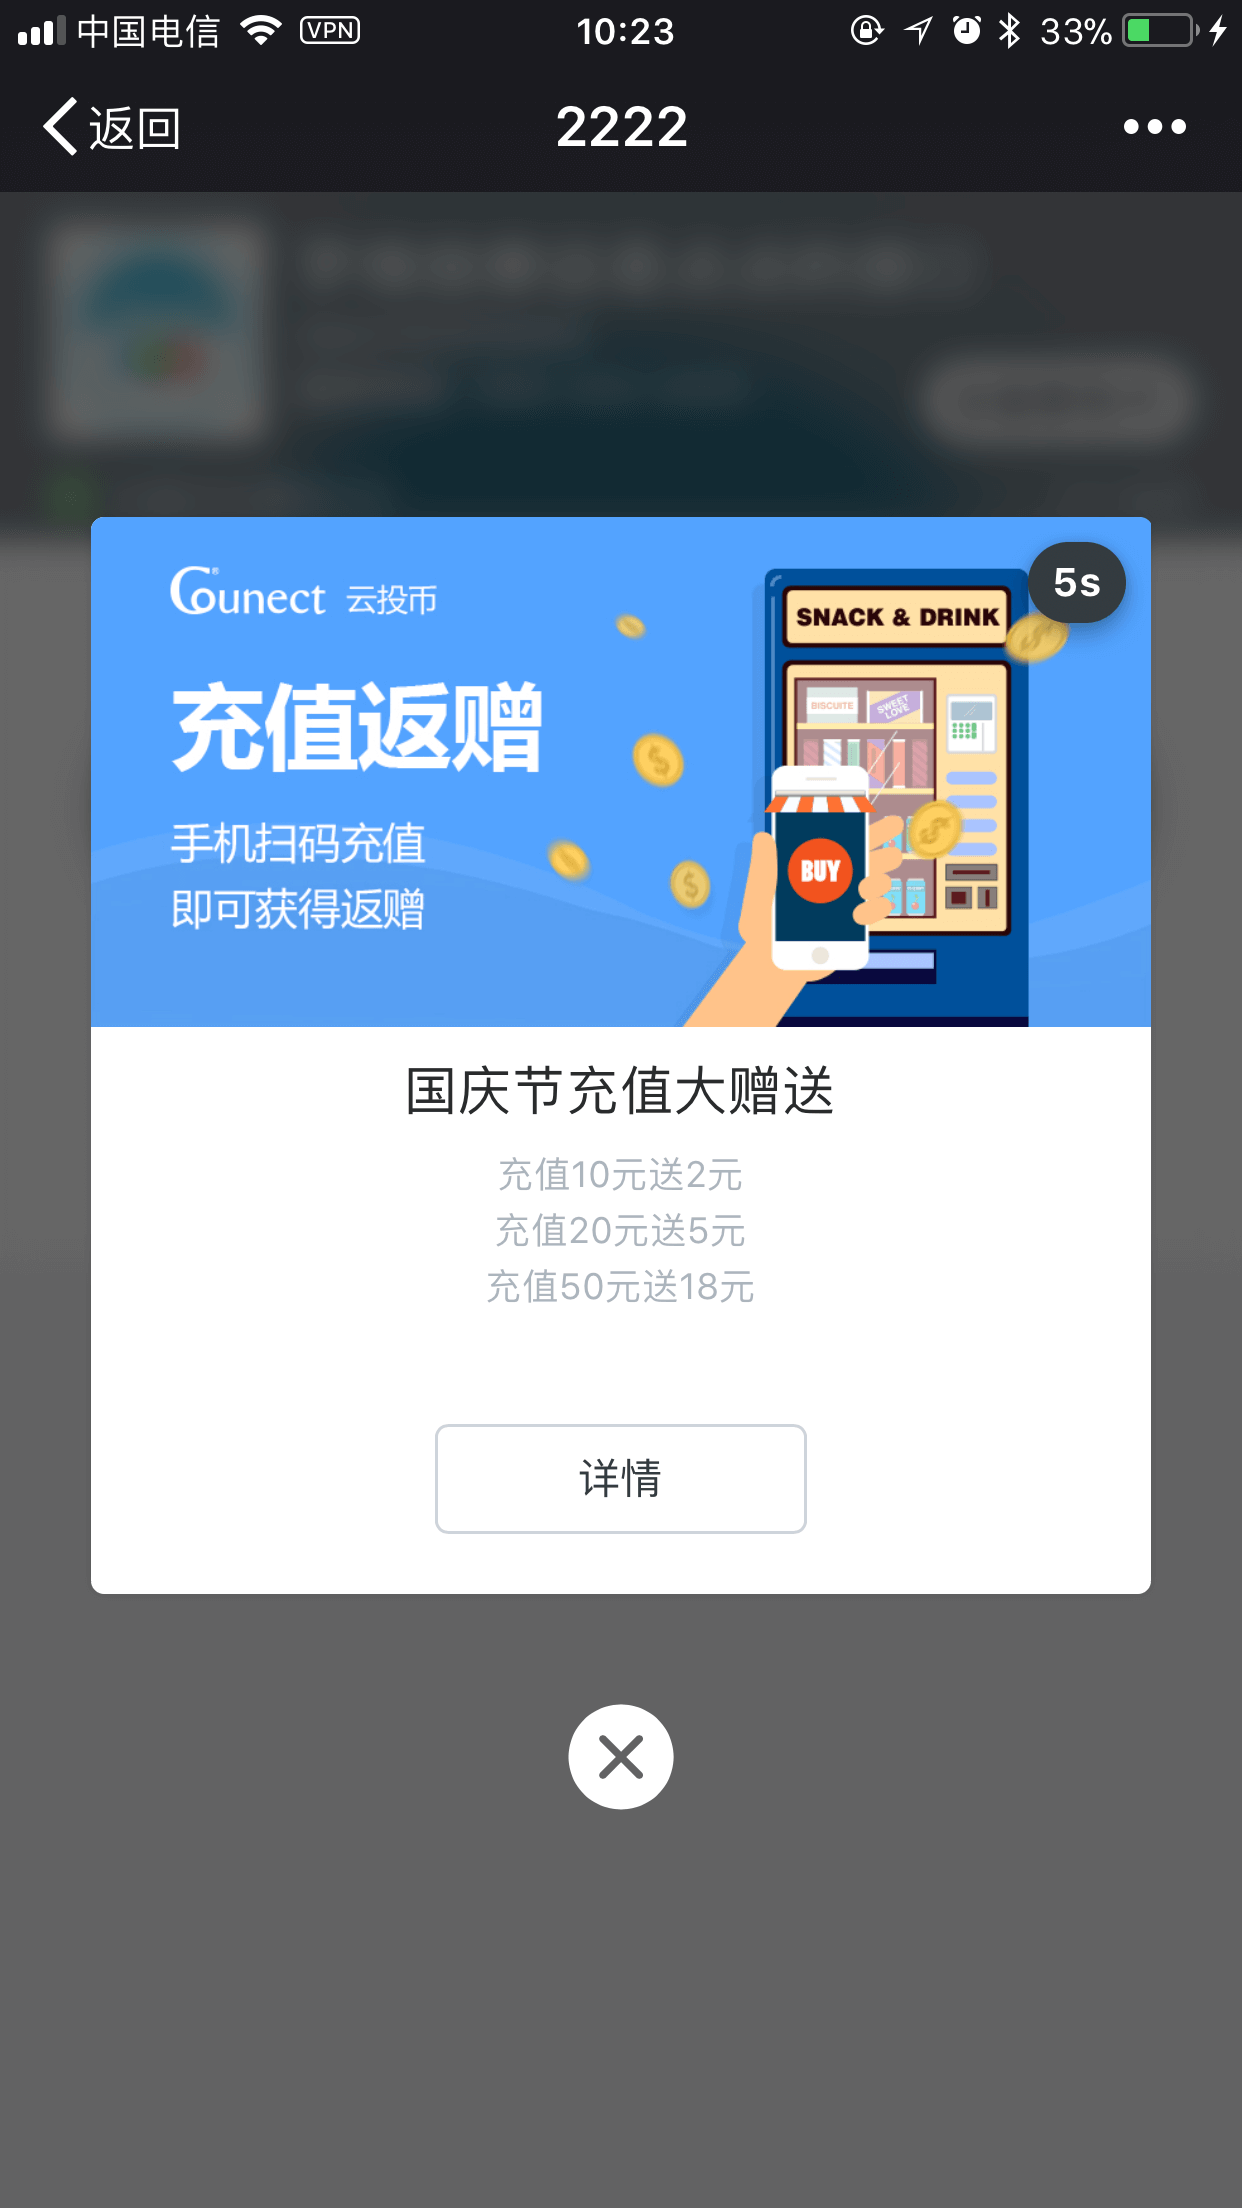 中国电信 VPN 10:23 33%
返回 2222
Counect® 云投币
5s
SNACK & DRINK
充值返赠
BISCUITE
SWEET LOVE
手机扫码充值
即可获得返赠
BUY
国庆节充值大赠送
充值10元送2元
充值20元送5元
充值50元送18元
详情